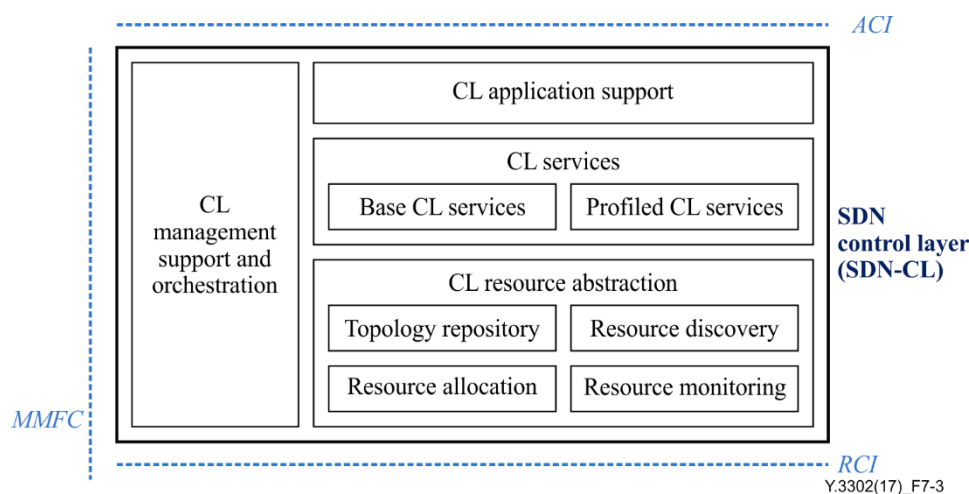 ACI
CL application support
CL services
Base CL services
Profiled CL services
CL
management
support and
orchestration
SDN
control layer
(SDN-CL)
CL resource abstraction
Topology repository
Resource discovery
Resource allocation
Resource monitoring
MMFC
RCI
Y.3302(17)_F7-3